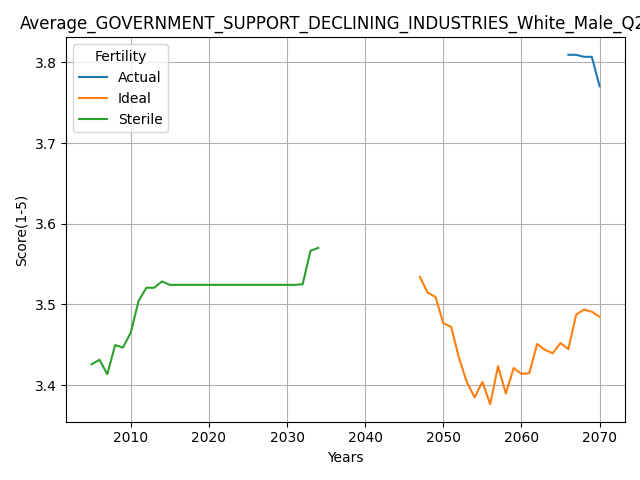 Average_GOVERNMENT_SUPPORT_DECLINING_INDUSTRIES_White_Male_Q2
Fertility
Actual
Ideal
Sterile
3.8
3.7
3.6
3.5
3.4
Score(1-5)
2010 2020 2030 2040 2050 2060 2070
Years